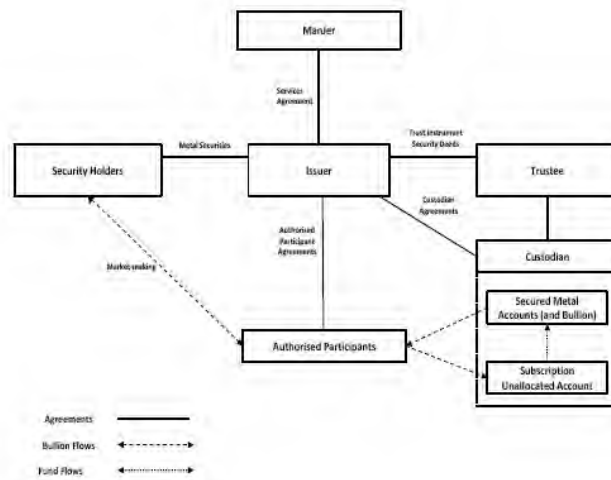 ManJer
Services
Agreement
Metal Securities
Trust Instrument
Security Deeds
Security Holders
Issuer
Trustee
Custodian
Agreements
Authorised
Participant
Agreements
Market-making
Custodian
Secured Metal
Accounts (and Bullion)
Authorised Participants
Subscription
Unallocated Account
Agreements
Bullion Flows
Fund Flows